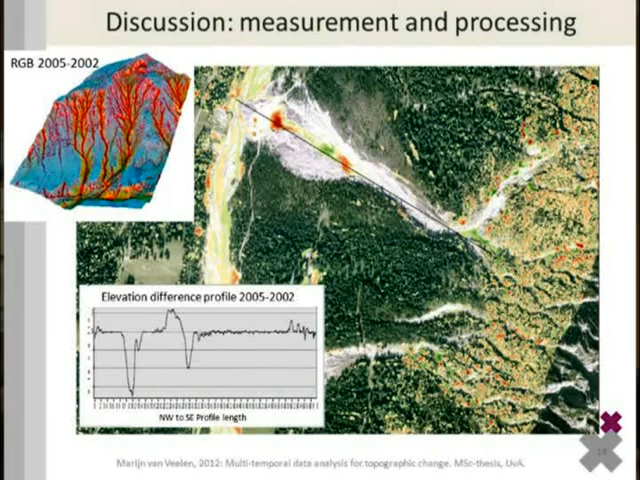 Discussion: measurement and processing
RGB 2005-2002
Elevation difference profile 2005-2002
NW to SE Profile length
18
Marijn van Veelen, 2012: Multi-temporal data analysis for topographic change. MSc-thesis, UvA.